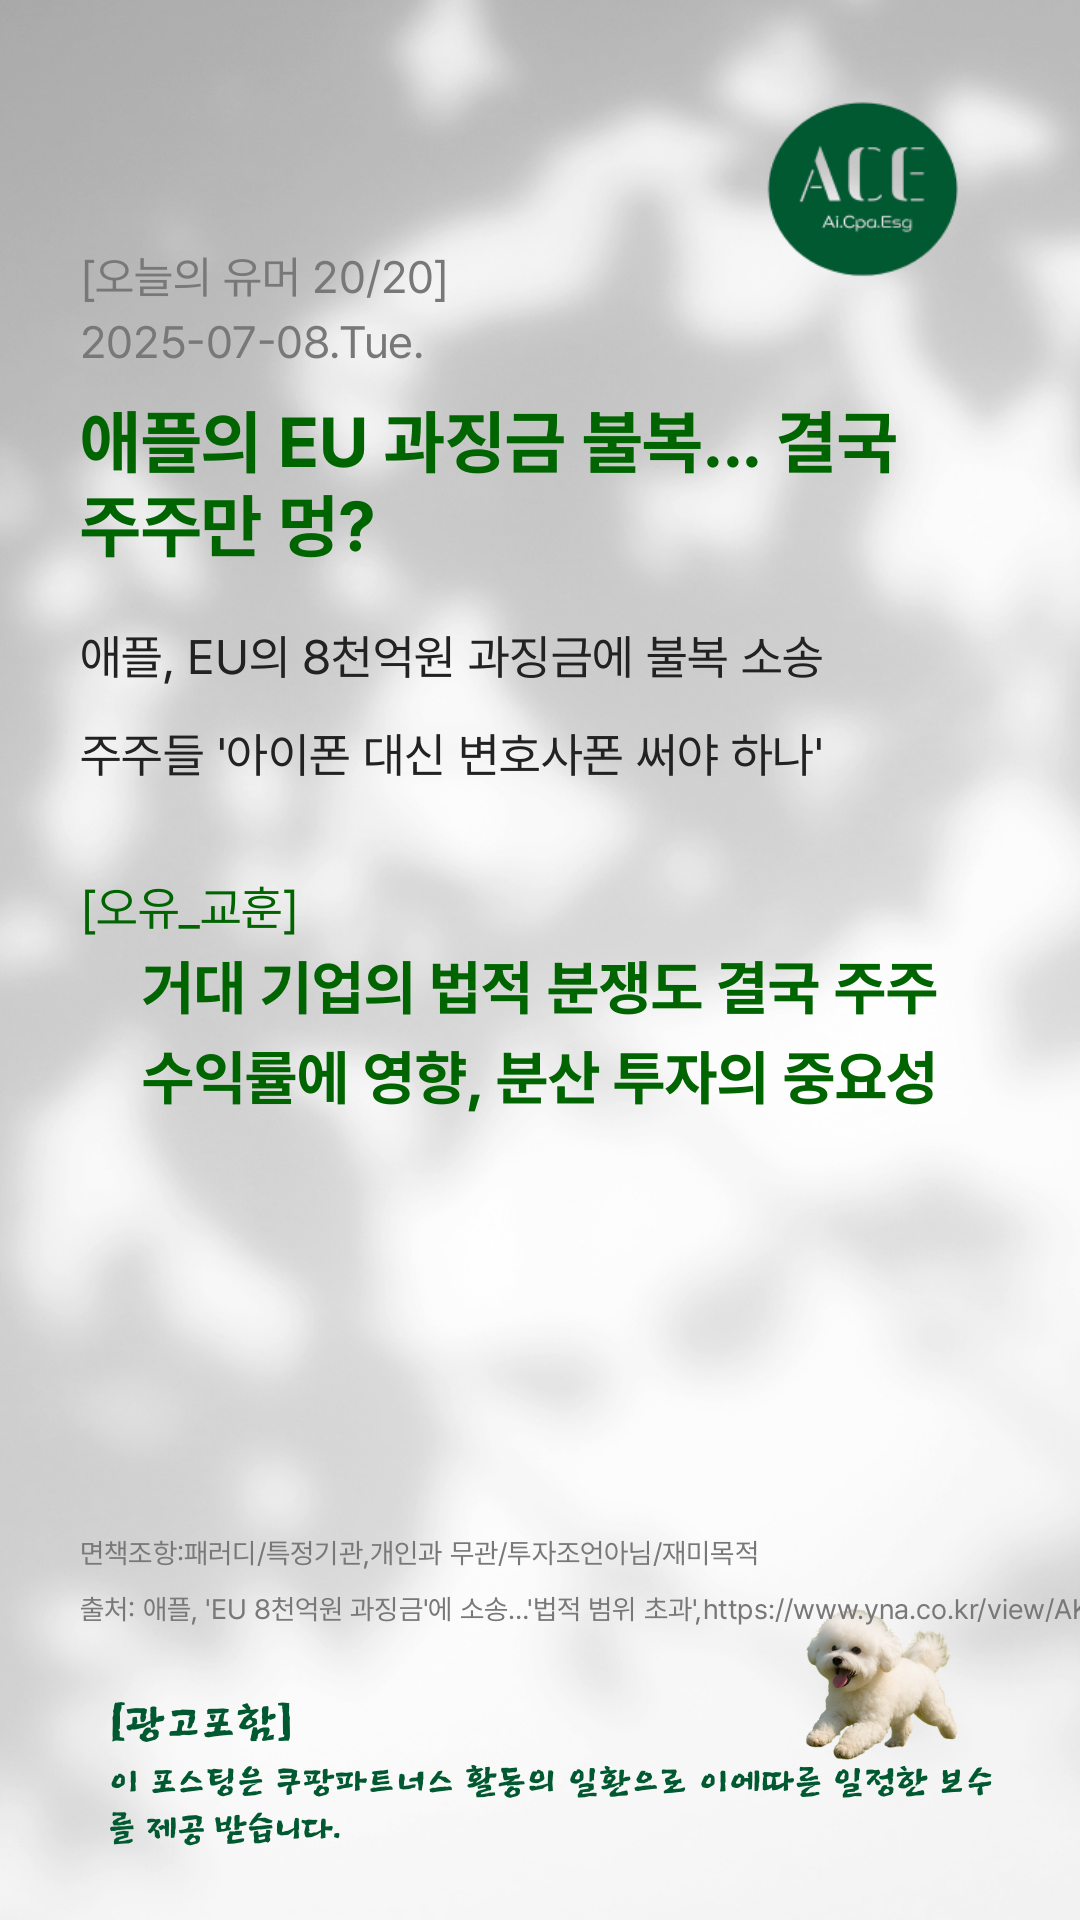 ACE
Ai.Cpa.Esg
[오늘의 유머 20/20]
2025-07-08.Tue.
애플의 EU 과징금 불복... 결국
주주만 멍?
애플, EU의 8천억원 과징금에 불복 소송
주주들 '아이폰 대신 변호사폰 써야 하나'
[오유_교훈]
거대 기업의 법적 분쟁도 결국 주주
수익률에 영향, 분산 투자의 중요성
면책조항:패러디/특정기관,개인과 무관/투자조언아님/재미목적
출처: 애플, 'EU 8천억원 과징금'에 소송...'법적 범위 초과',https://www.yna.co.kr/view/AK
[광고포함]
이 포스팅은 쿠팡파트너스 활동의 일환으로 이에따른 일정한 보수
를 제공 받습니다.